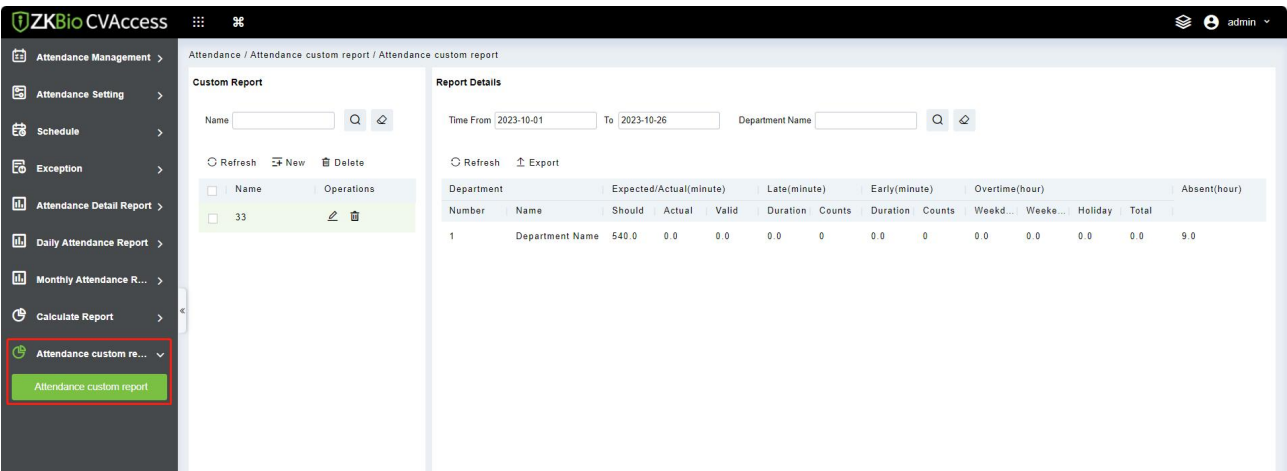 ZKBio CVAccess
admin
Attendance Management
Attendance Setting
Schedule
Exception
Attendance Detail Report
Daily Attendance Report
Monthly Attendance R...
Calculate Report
Attendance custom re...
Attendance custom report
Attendance / Attendance custom report / Attendance custom report
Custom Report
Name
Refresh New Delete
Name Operations
33
Report Details
Time From 2023-10-01 To 2023-10-26 Department Name
Refresh Export
Department Expected/Actual(minute) Late(minute) Early(minute) Overtime(hour) Absent(hour)
Number Name Should Actual Valid Duration Counts Duration Counts Weekd... Weeke... Holiday Total
1 Department Name 540.0 0.0 0.0 0.0 0 0.0 0 0.0 0.0 0.0 0.0 9.0